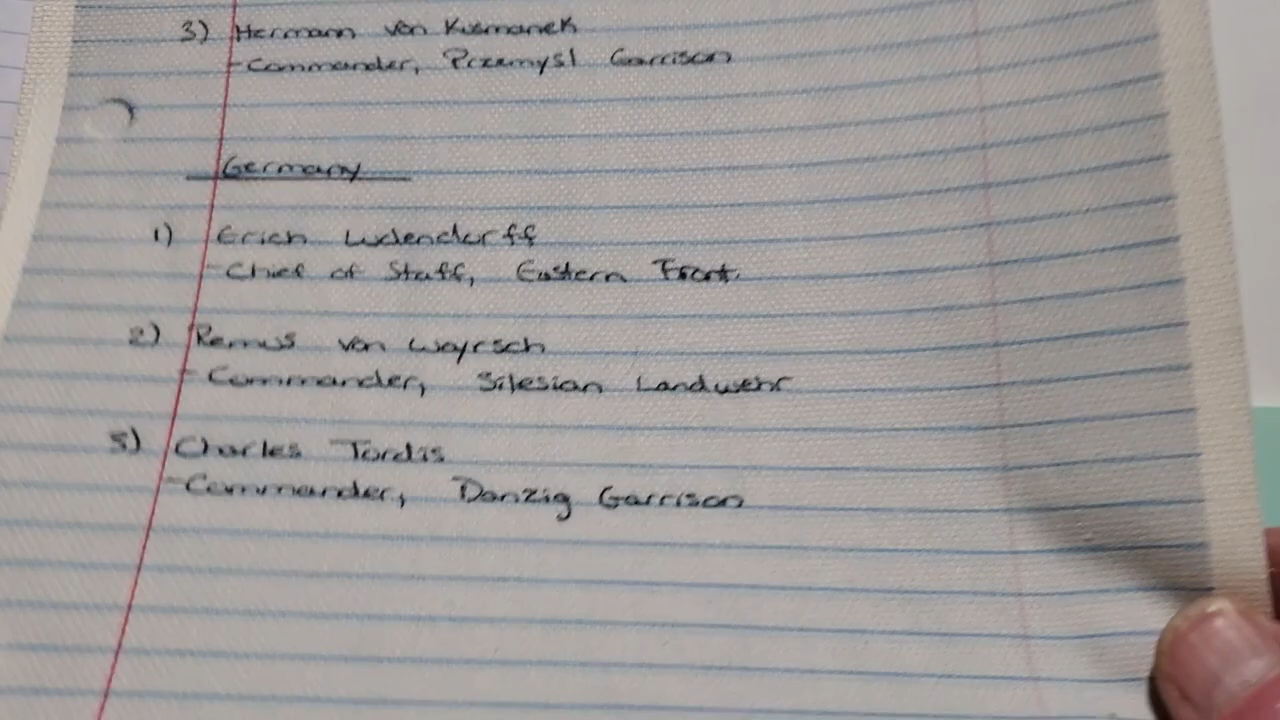 3) Hermann von Kusmanek
-Commander, Przemysl Garrison
Germany
1) Erich Ludendorff
-Chief of Staff, Eastern Front
2) Remus von Woyrsch
-Commander, Silesian Landwehr
3) Charles Tordis
-Commander, Danzig Garrison